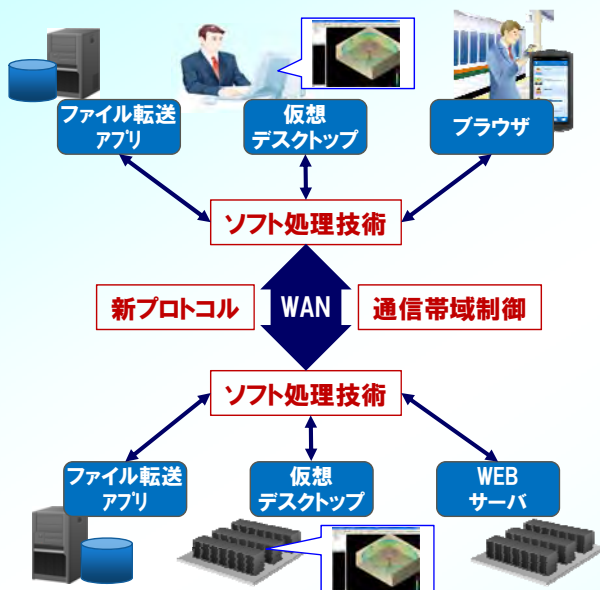 ファイル転送
アプリ
仮想
デスクトップ
ブラウザ
ソフト処理技術
新プロトコル
WAN
通信帯域制御
ソフト処理技術
ファイル転送
アプリ
仮想
デスクトップ
WEB
サーバ